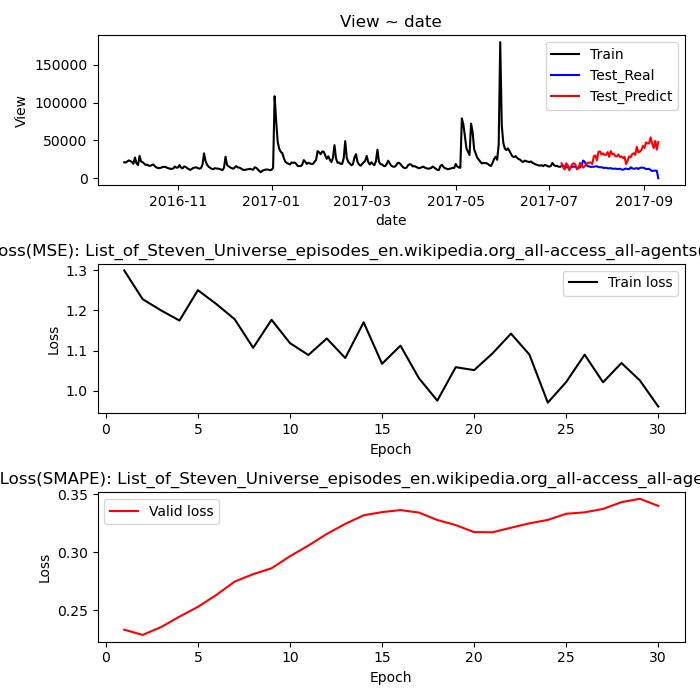 View ~ date
150000
100000
50000
0
View
Train
Test_Real
Test_Predict
2016-11 2017-01 2017-03 2017-05 2017-07 2017-09
date
oss(MSE): List_of_Steven_Universe_episodes_en.wikipedia.org_all-access_all-agents(
1.3
1.2
1.1
1.0
Loss
Train loss
0 5 10 15 20 25 30
Epoch
Loss(SMAPE): List_of_Steven_Universe_episodes_en.wikipedia.org_all-access_all-age
0.35
0.30
0.25
Loss
Valid loss
0 5 10 15 20 25 30
Epoch